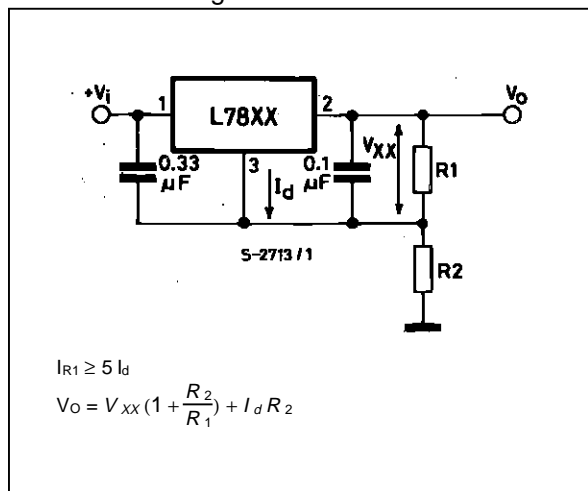 +Vi
1
L78XX
2
Vo
3
0.33
μF
Id
0.1
μF
VXX
R1
S-2713/1
R2
IR1 ≥ 5 Id
VO = VXX (1 + R2/R1) + Id R2